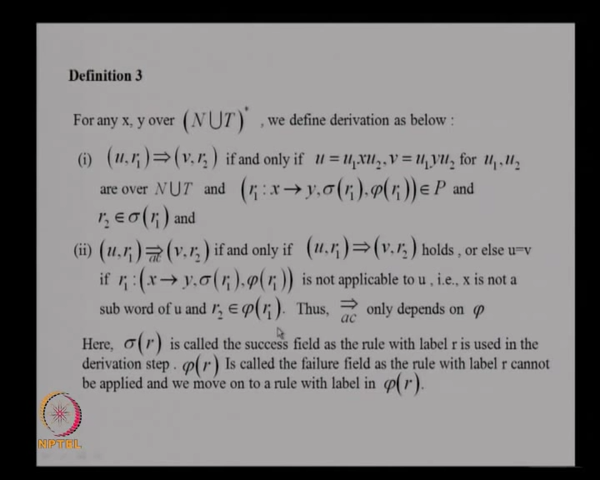 Definition 3
For any x, y over (N⋃T)*, we define derivation as below :
(i) (u,r₁)⇒(v,r₂) if and only if u = u₁xu₂,v = u₁yu₂ for u₁,u₂
are over N⋃T and (r₁ : x → y,σ(r₁),φ(r₁))∈P and
r₂ ∈σ(r₁) and
(ii) (u,r₁)⇒ac(v,r₂) if and only if (u,r₁)⇒(v,r₂) holds , or else u=v
if r₁ : (x → y,σ(r₁),φ(r₁)) is not applicable to u , i.e., x is not a
sub word of u and r₂ ∈φ(r₁). Thus, ⇒ac only depends on φ
Here, σ(r) is called the success field as the rule with label r is used in the
derivation step . φ(r) Is called the failure field as the rule with label r cannot
be applied and we move on to a rule with label in φ(r).
NPTEL